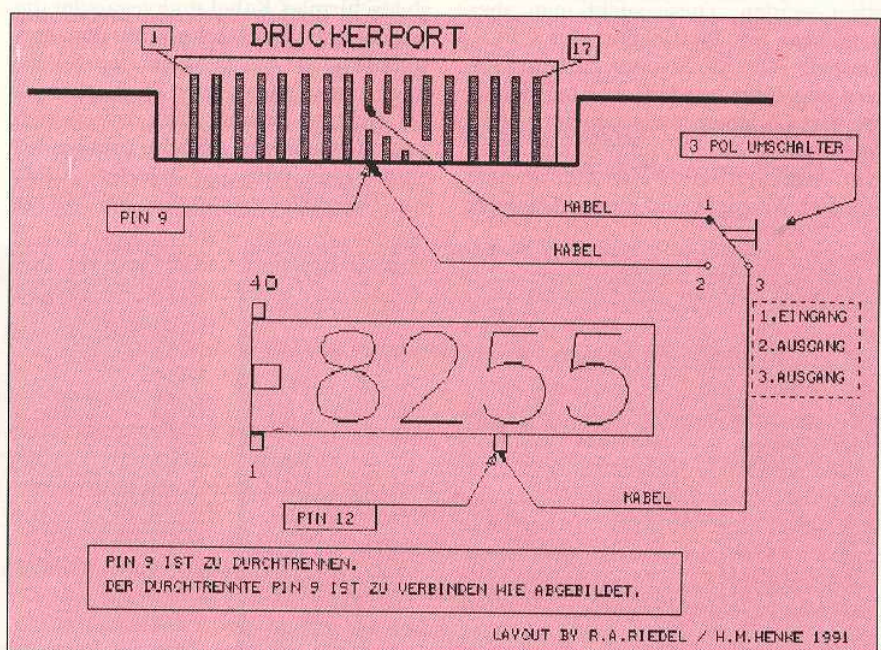 DRUCKERPORT
1
17
3 POL UMSCHALTER
PIN 9
KABEL
1
KABEL
2
3
40
1.EINGANG
2.AUSGANG
3.AUSGANG
8255
1
PIN 12
KABEL
PIN 9 IST ZU DURCHTRENNEN.
DER DURCHTRENNTE PIN 9 IST ZU VERBINDEN WIE ABGEBILDET.
LAYOUT BY R.A.RIEDEL / H.M.HENKE 1991